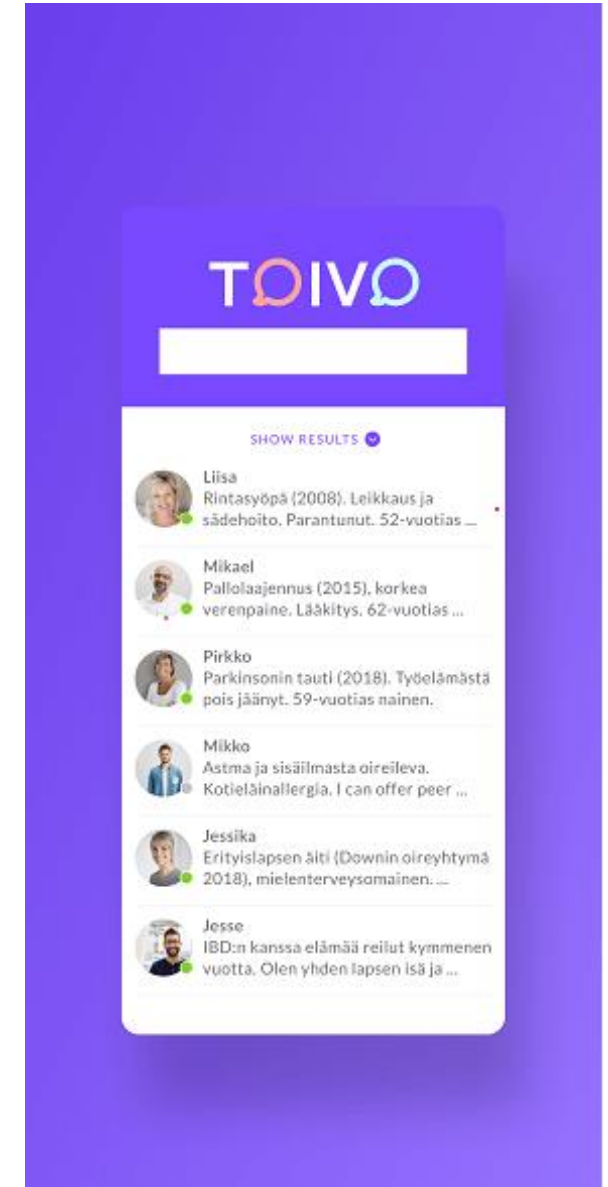 TOIVO
SHOW RESULTS
Liisa
Rintasyöpä (2008). Leikkaus ja
sädehoito. Parantunut. 52-vuotias ...
Mikael
Pallolaajennus (2015), korkea
verenpaine. Lääkitys. 62-vuotias ...
Pirkko
Parkinsonin tauti (2018). Työelämästä
pois jäänyt. 59-vuotias nainen.
Mikko
Astma ja sisäilmasta oireileva.
Kotieläinallergia. I can offer peer ...
Jessika
Erityislapsen äiti (Downin oireyhtymä
2018), mielenterveysomainen. ...
Jesse
IBD:n kanssa elämää reilut kymmenen
vuotta. Olen yhden lapsen isä ja ...